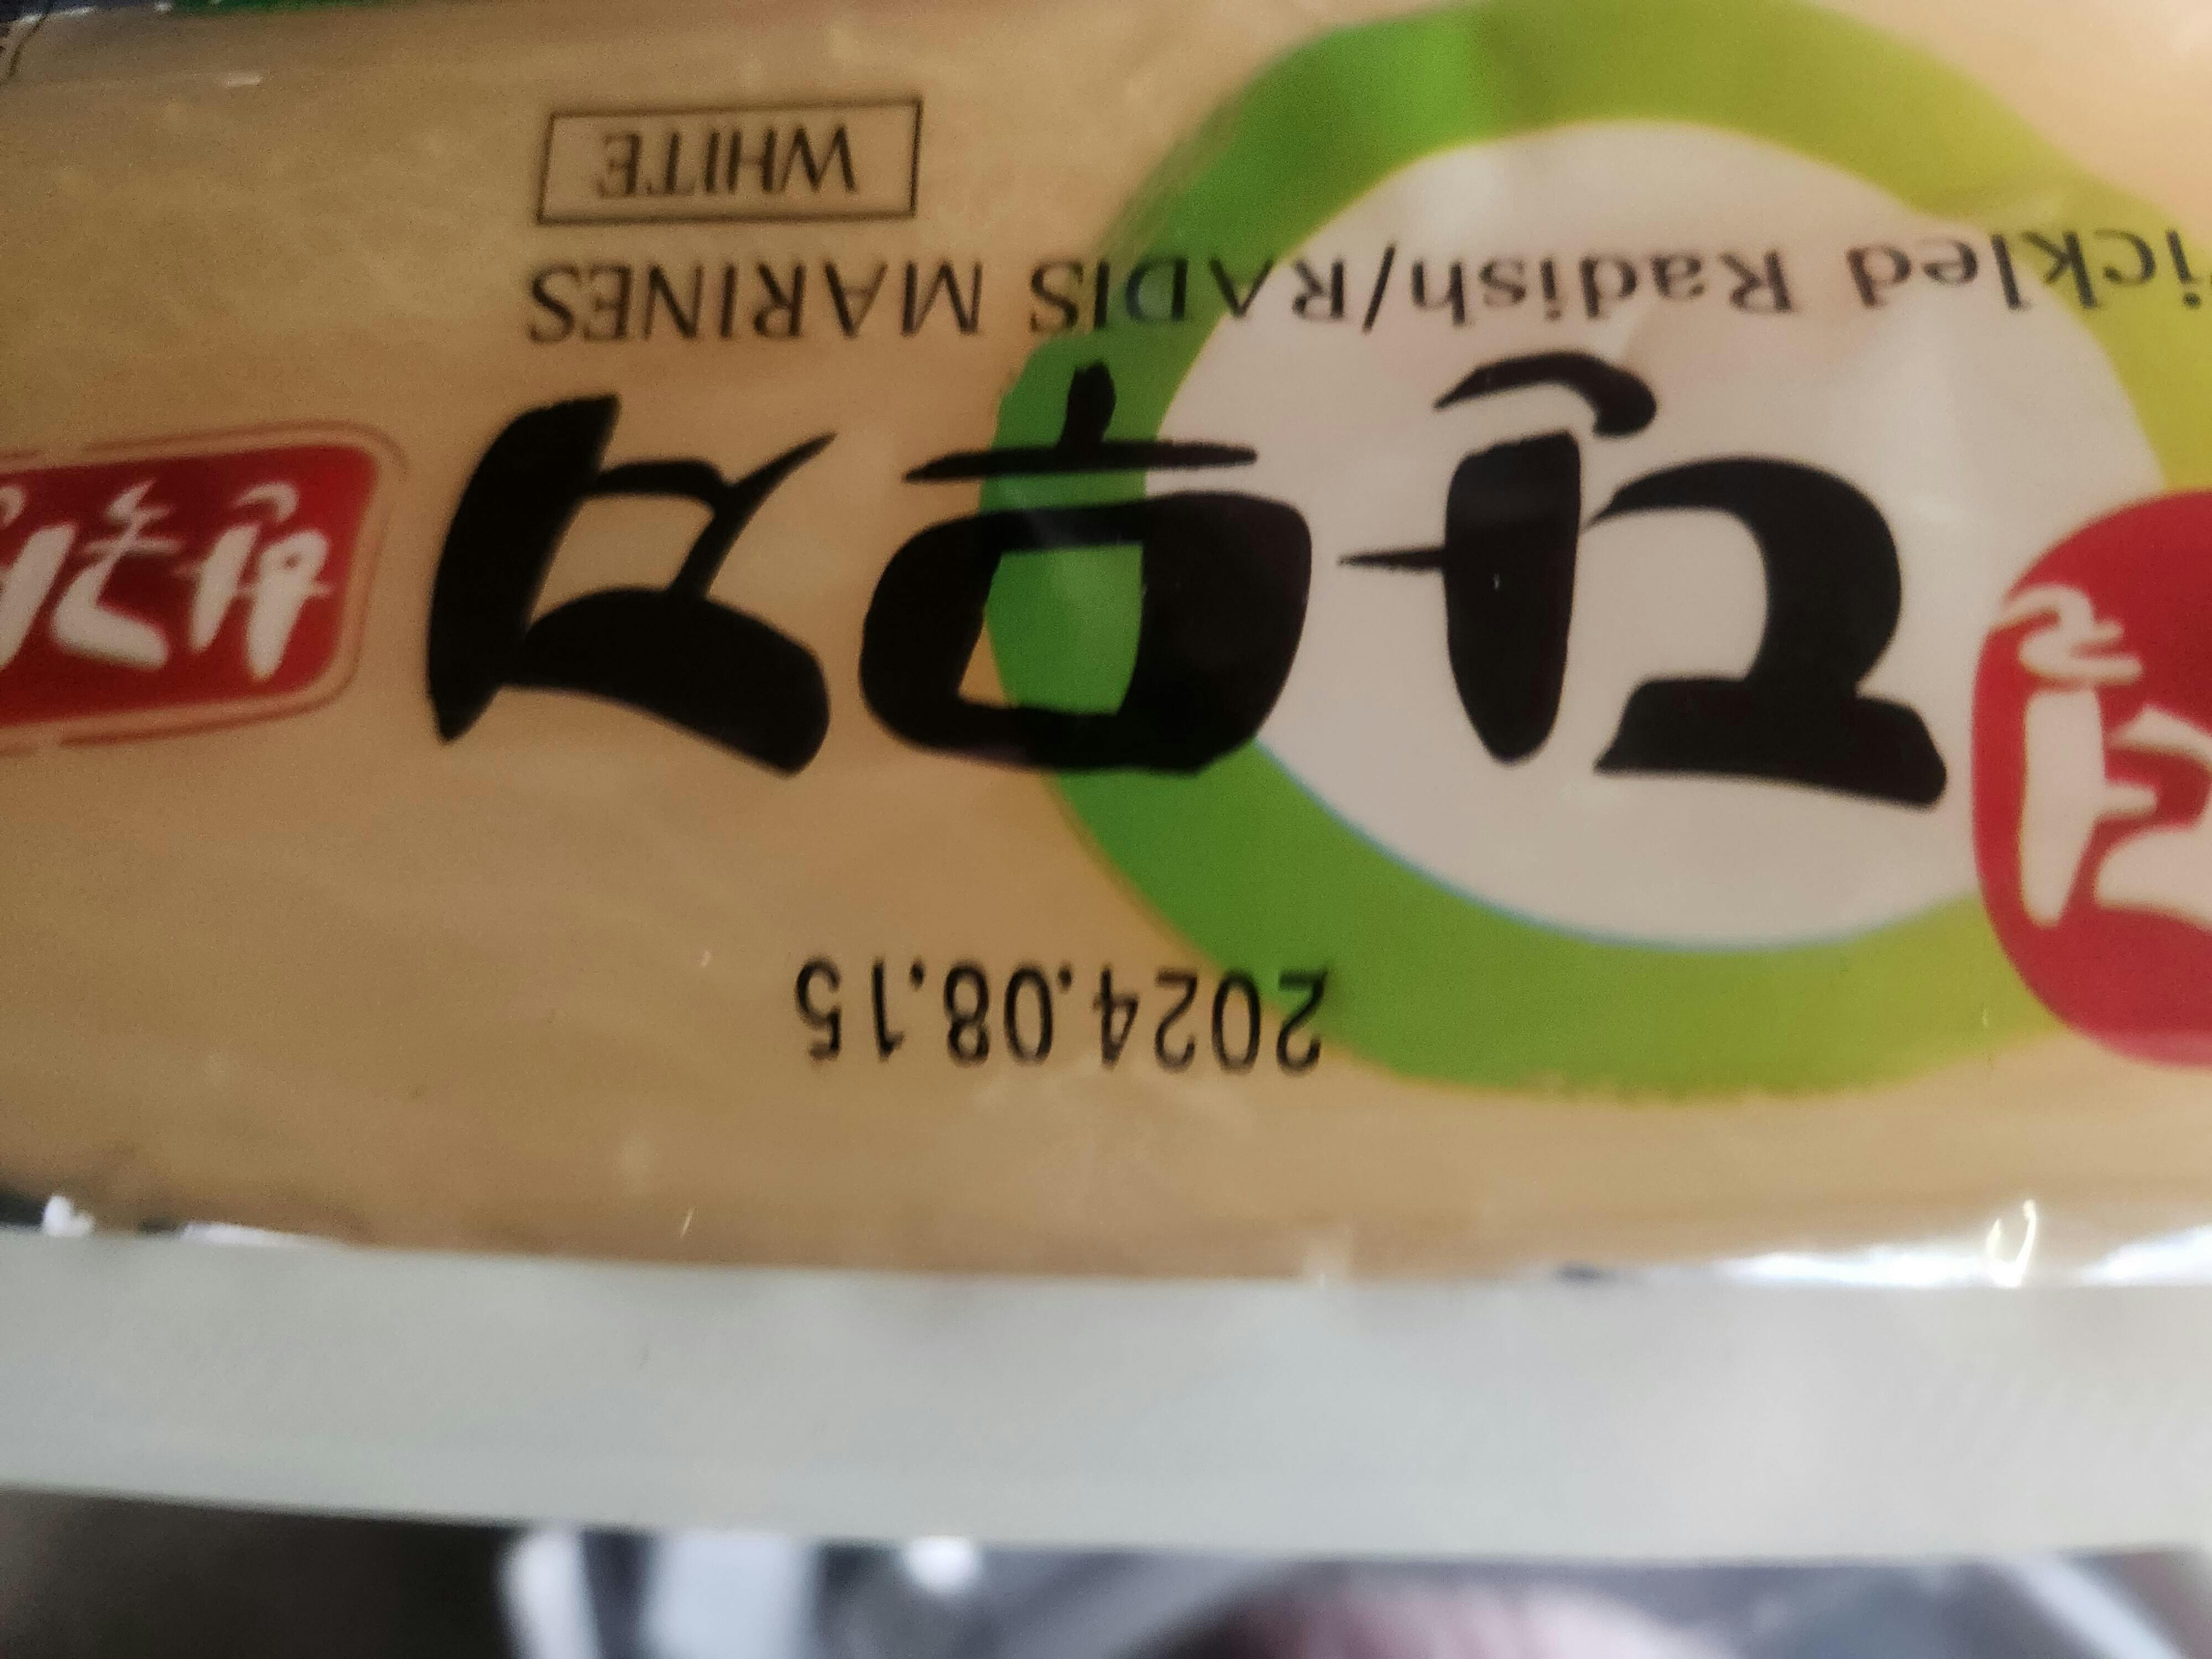 2024.08.15
단무지
ickled Radish/RADIS MARINES
WHITE